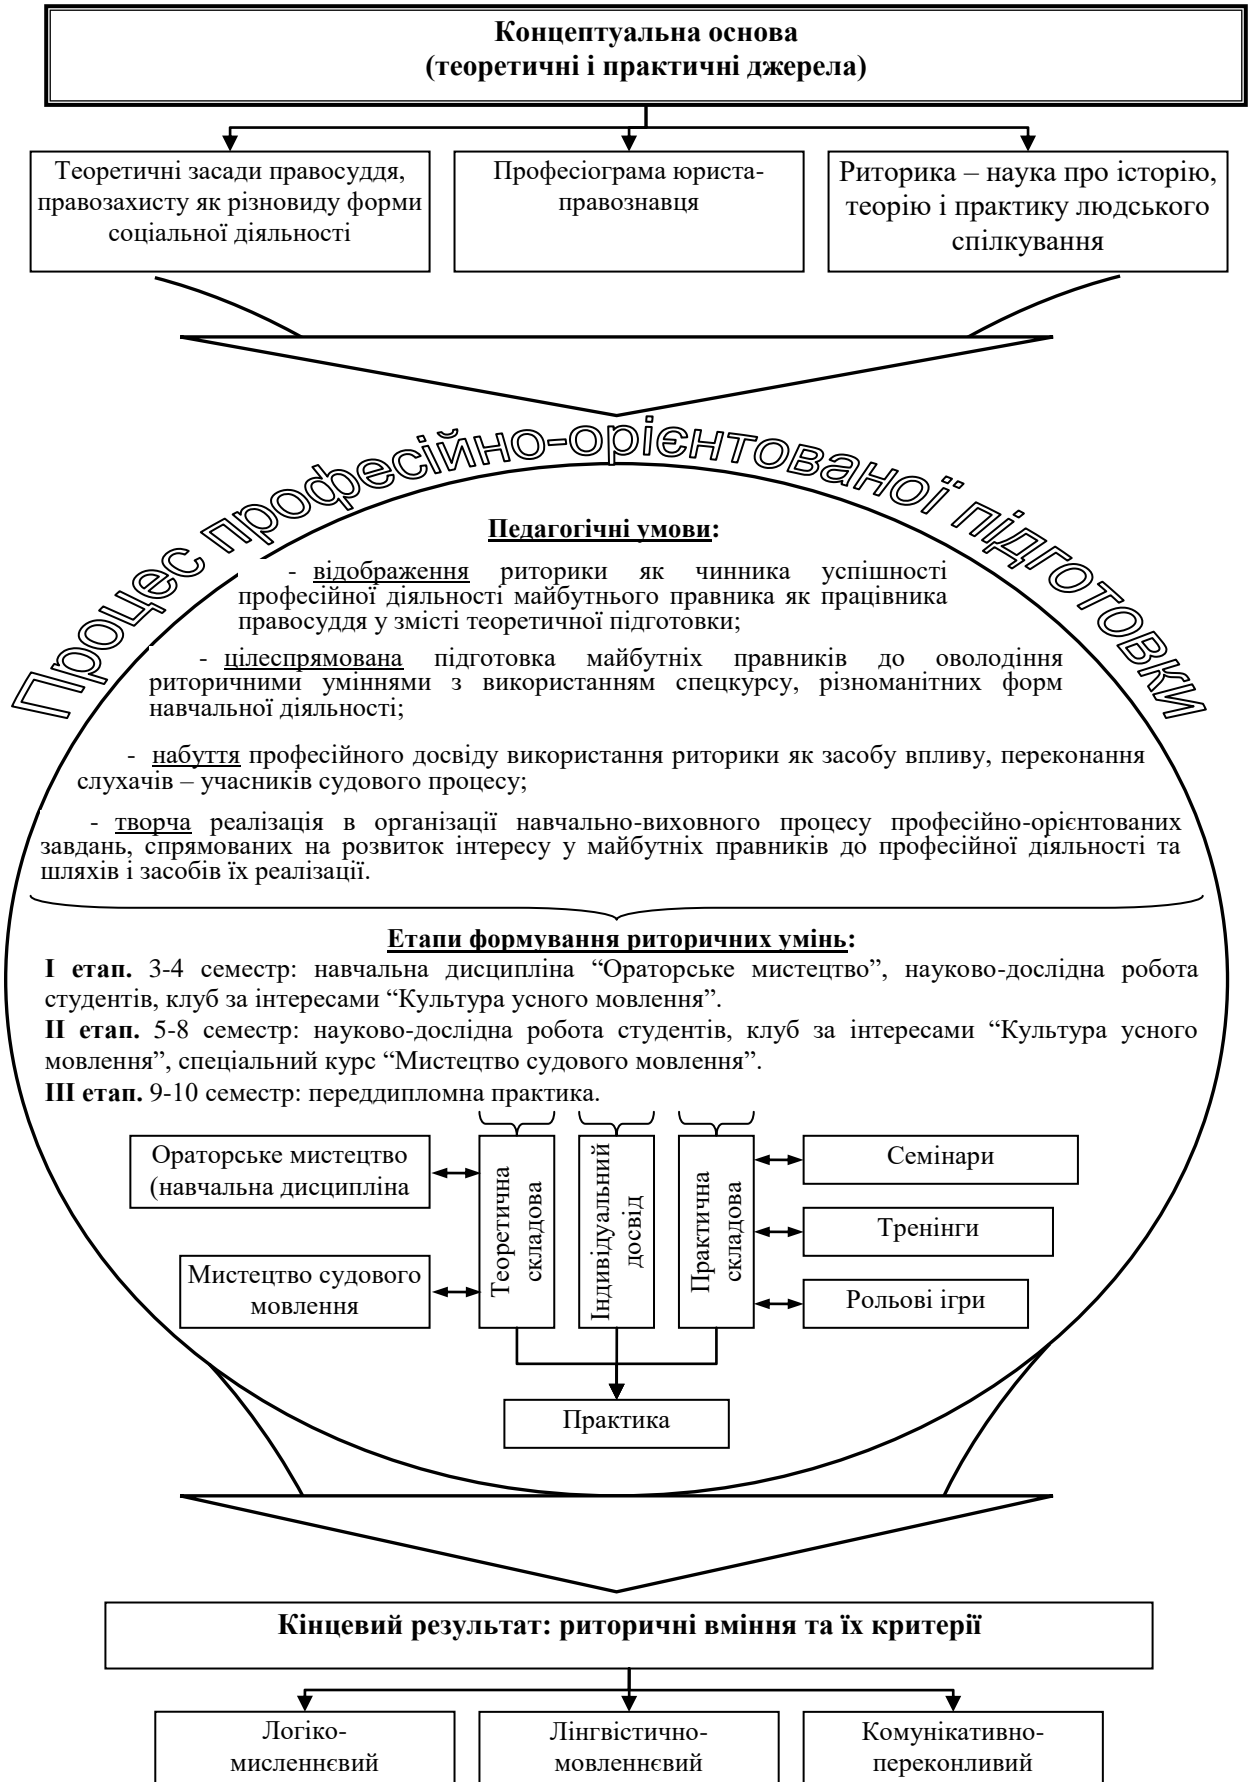 Концептуальна основа
(теоретичні і практичні джерела)
Теоретичні засади правосуддя,
правозахисту як різновиду форми
соціальної діяльності
Професіограма юриста-
правознавця
Риторика – наука про історію,
теорію і практику людського
спілкування
Процес професійно-орієнтованої підготовки
Педагогічні умови:
- відображення риторики як чинника успішності
професійної діяльності майбутнього правника як працівника
правосуддя у змісті теоретичної підготовки;
- цілеспрямована підготовка майбутніх правників до оволодіння
риторичними уміннями з використанням спецкурсу, різноманітних форм
навчальної діяльності;
- набуття професійного досвіду використання риторики як засобу впливу, переконання
слухачів – учасників судового процесу;
- творча реалізація в організації навчально-виховного процесу професійно-орієнтованих
завдань, спрямованих на розвиток інтересу у майбутніх правників до професійної діяльності та
шляхів і засобів їх реалізації.
Етапи формування риторичних умінь:
І етап. 3-4 семестр: навчальна дисципліна “Ораторське мистецтво”, науково-дослідна робота
студентів, клуб за інтересами “Культура усного мовлення”.
ІІ етап. 5-8 семестр: науково-дослідна робота студентів, клуб за інтересами “Культура усного
мовлення”, спеціальний курс “Мистецтво судового мовлення”.
ІІІ етап. 9-10 семестр: переддипломна практика.
Ораторське мистецтво
(навчальна дисципліна
Мистецтво судового
мовлення
Теоретична
складова
Індивідуальний
досвід
Практична
складова
Семінари
Тренінги
Рольові ігри
Практика
Кінцевий результат: риторичні вміння та їх критерії
Логіко-
мисленнєвий
Лінгвістично-
мовленнєвий
Комунікативно-
переконливий